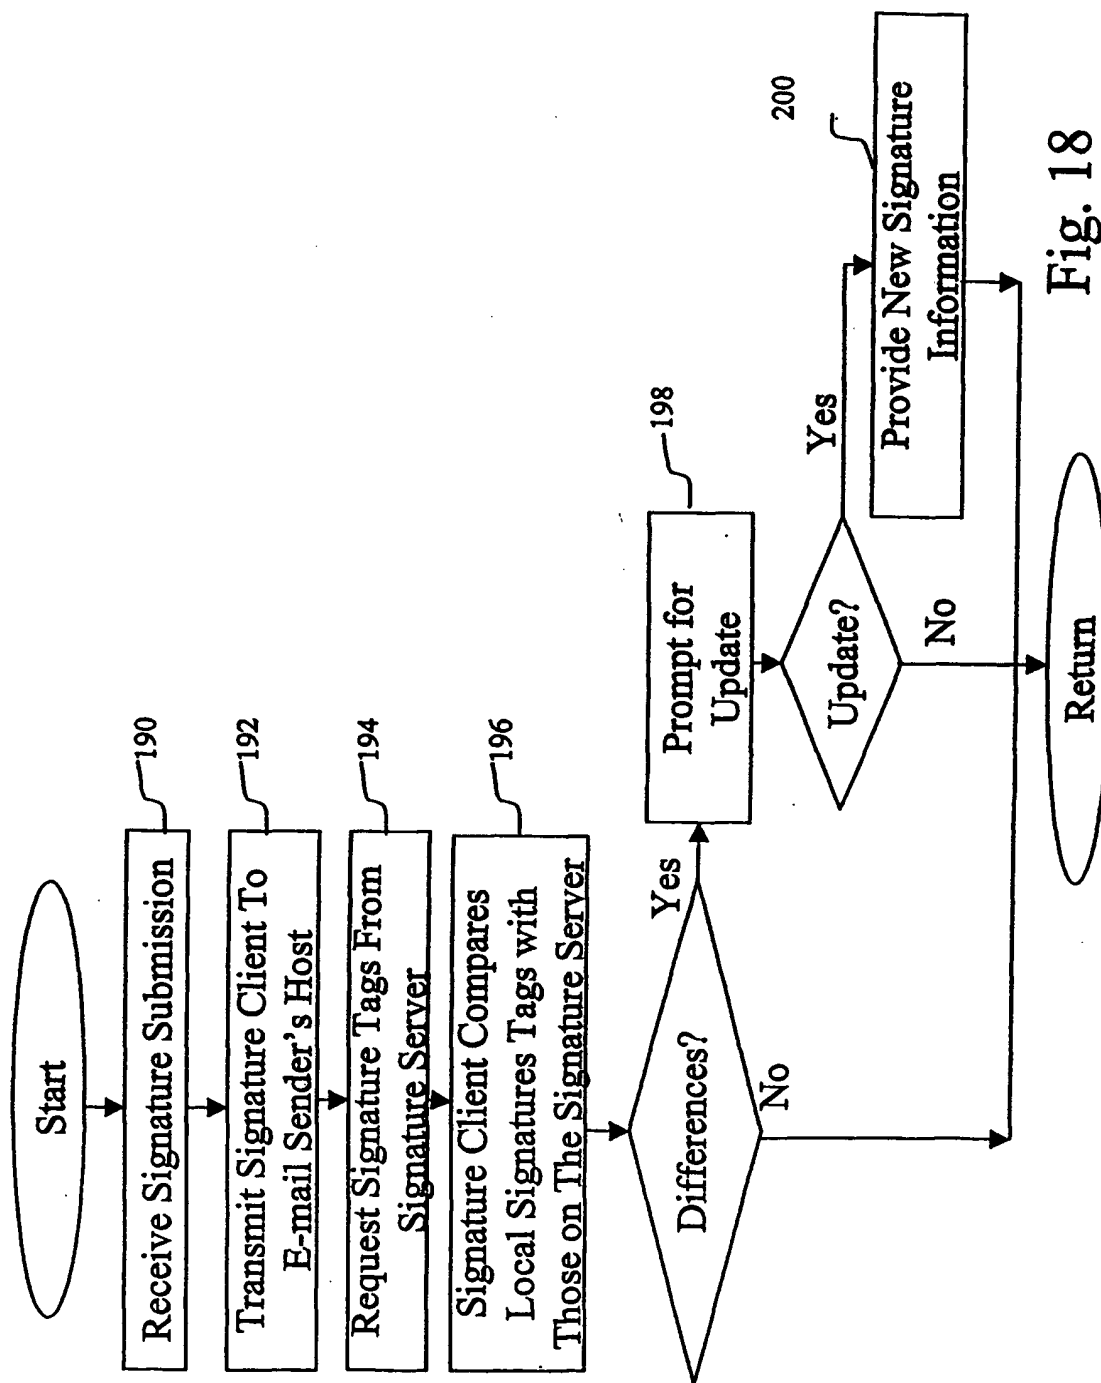 Start
Receive Signature Submission
190
Transmit Signature Client To
E-mail Sender's Host
192
Request Signature Tags From
Signature Server
194
Signature Client Compares
Local Signatures Tags with
Those on The Signature Server
196
Differences?
Yes
No
Prompt for
Update
198
Update?
Yes
No
Provide New Signature
Information
200
Return
Fig. 18